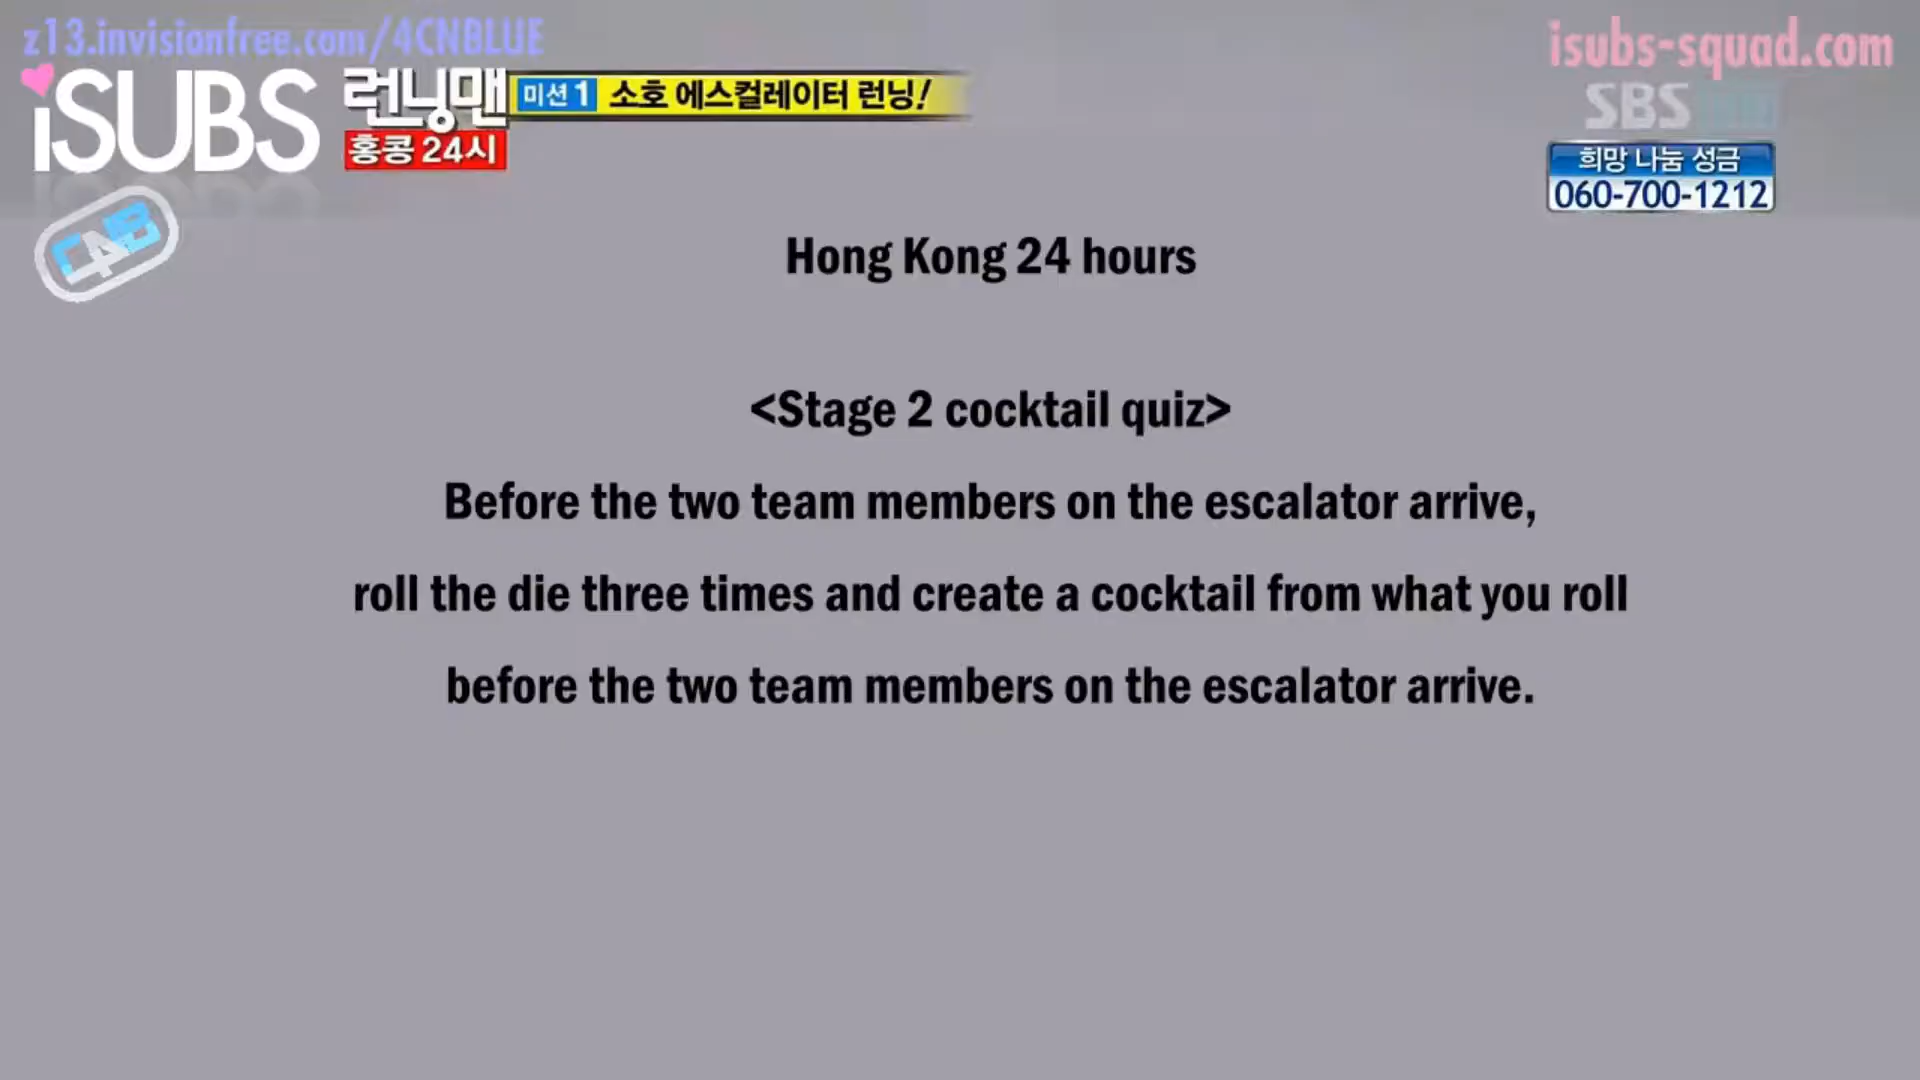 z13.invisionfree.com/4CNBLUE
isubs-squad.com
iSUBS
런닝맨
미션 1 소호 에스컬레이터 런닝!
홍콩 24시
SBS
희망 나눔 성금
060-700-1212
Hong Kong 24 hours
<Stage 2 cocktail quiz>
Before the two team members on the escalator arrive,
roll the die three times and create a cocktail from what you roll
before the two team members on the escalator arrive.